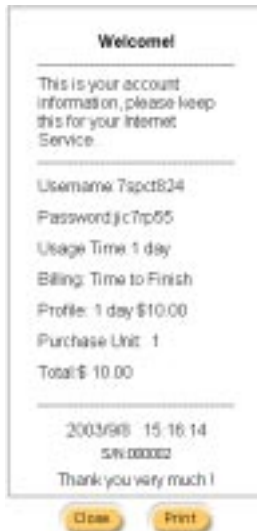 Welcome!
This is your account
information, please keep
this for your Internet
Service
Username:7spct824
Password:jic7rp55
Usage Time:1 day
Billing: Time to Finish
Profile: 1 day $10.00
Purchase Unit: 1
Total:$ 10.00
2003/9/8 15:16:14
S/N:000002
Thank you very much !
Close Print